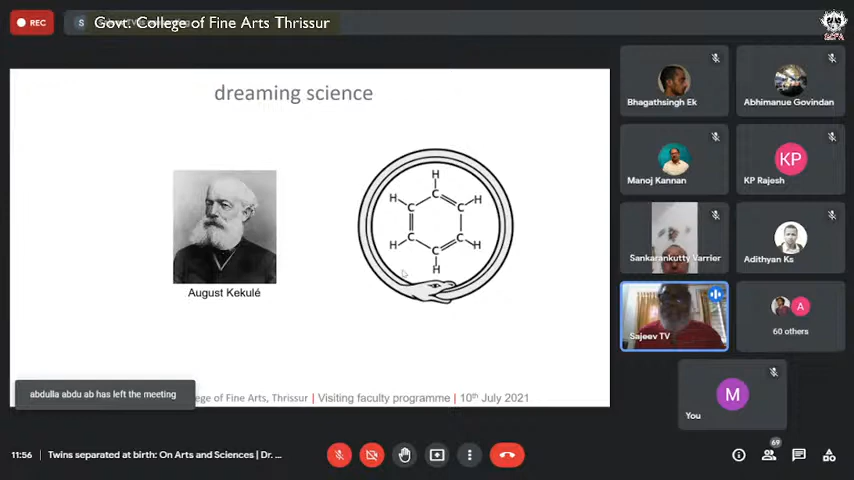 REC
S
Govt. College of Fine Arts Thrissur
GCFA
dreaming science
H
H
H
C
C
C
C
C
C
H
H
H
August Kekulé
abdulla abdu ab has left the meeting
lege of Fine Arts, Thrissur | Visiting faculty programme | 10th July 2021
Bhagathsingh Ek
Abhimanue Govindan
Manoj Kannan
KP
KP Rajesh
Sankarankutty Varrier
Adithyan Ks
Sajeev TV
A
60 others
M
You
11:56 | Twins separated at birth: On Arts and Sciences | Dr. ...
69